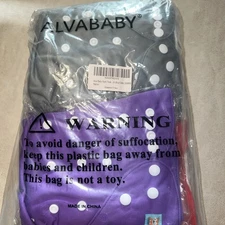 ALVABABY®
WARNING
To avoid danger of suffocation,
keep this plastic bag away from
babies and children.
This bag is not a toy.
MADE IN CHINA